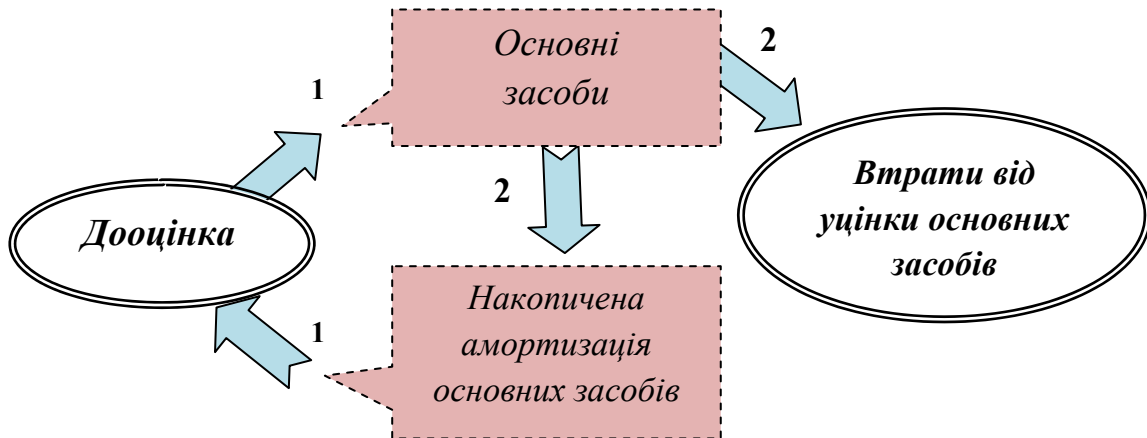 Основні
засоби
2
1
Втрати від
уцінки основних
засобів
2
Дооцінка
Накопичена
амортизація
основних засобів
1